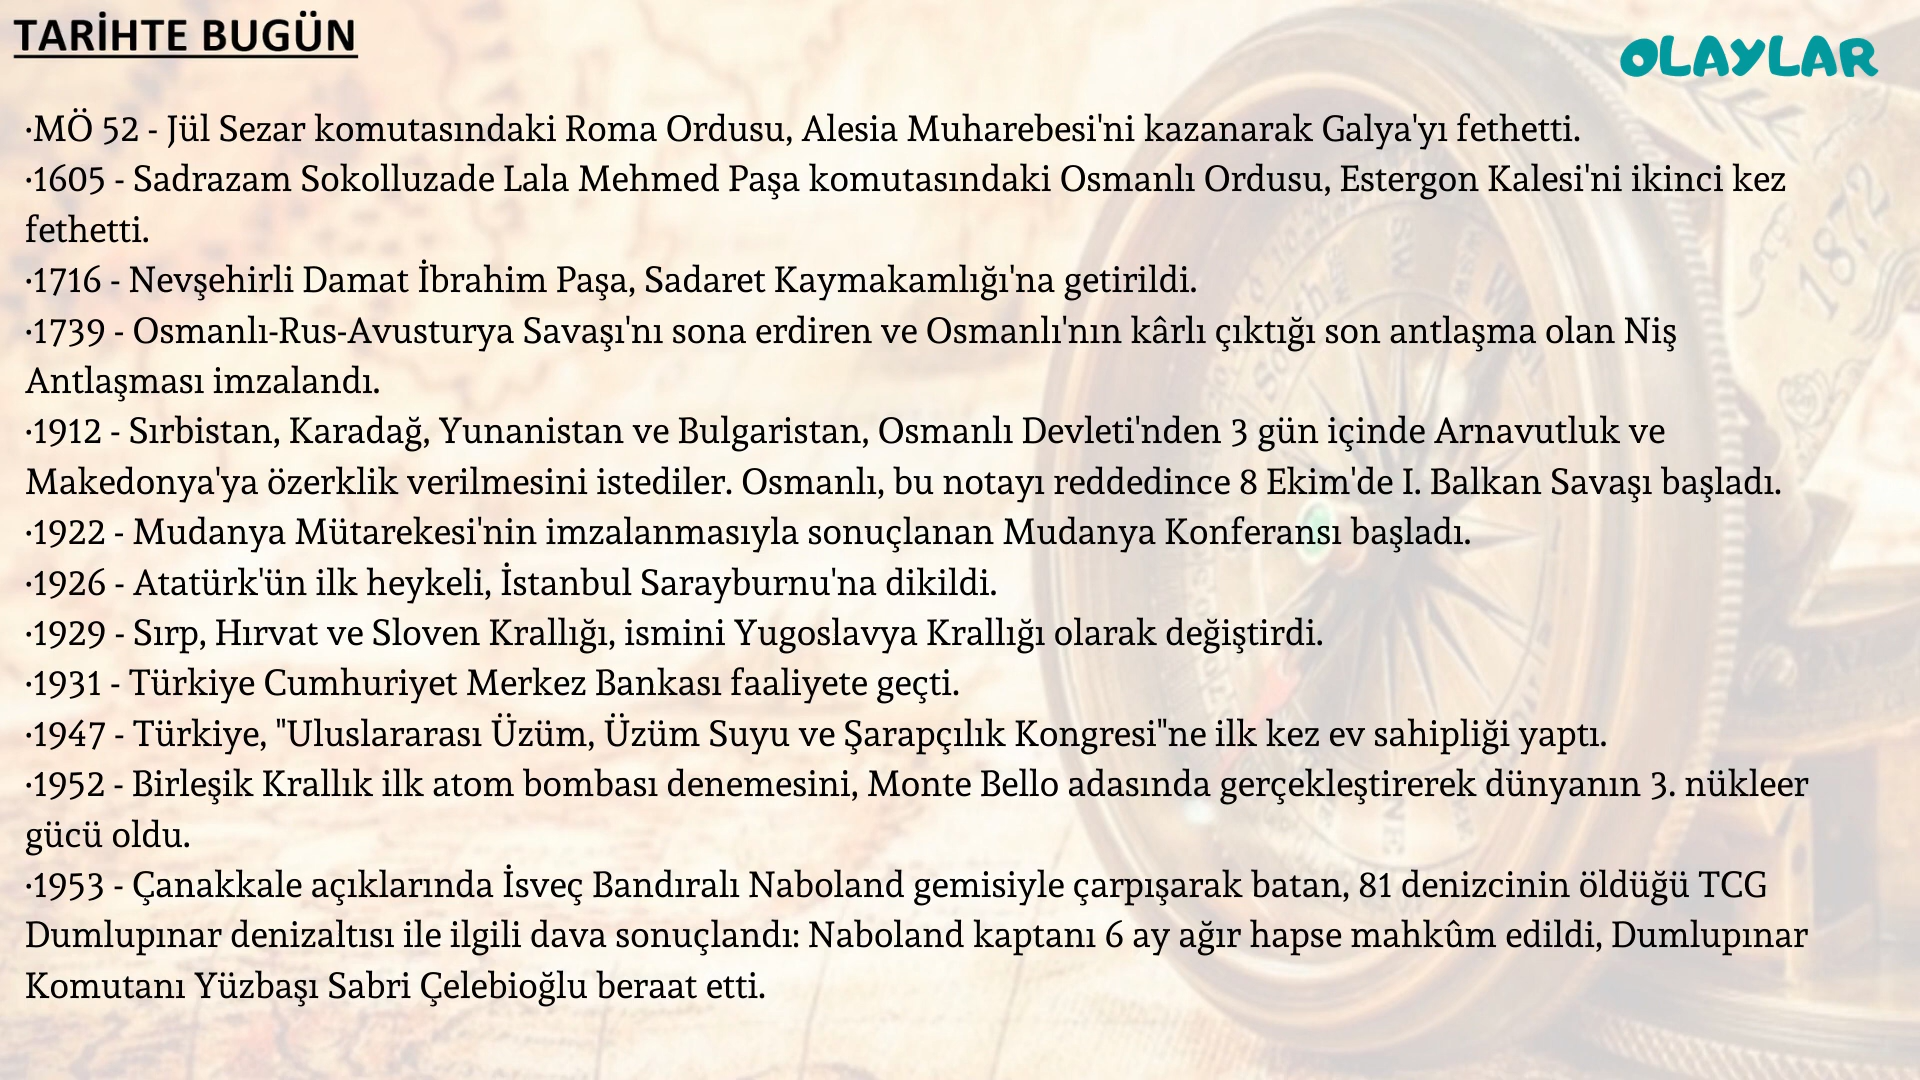 TARİHTE BUGÜN
OLAYLAR
·MÖ 52 - Jül Sezar komutasındaki Roma Ordusu, Alesia Muharebesi'ni kazanarak Galya'yı fethetti.
·1605 - Sadrazam Sokolluzade Lala Mehmed Paşa komutasındaki Osmanlı Ordusu, Estergon Kalesi'ni ikinci kez
fethetti.
·1716 - Nevşehirli Damat İbrahim Paşa, Sadaret Kaymakamlığı'na getirildi.
·1739 - Osmanlı-Rus-Avusturya Savaşı'nı sona erdiren ve Osmanlı'nın kârlı çıktığı son antlaşma olan Niş
Antlaşması imzalandı.
·1912 - Sırbistan, Karadağ, Yunanistan ve Bulgaristan, Osmanlı Devleti'nden 3 gün içinde Arnavutluk ve
Makedonya'ya özerklik verilmesini istediler. Osmanlı, bu notayı reddedince 8 Ekim'de I. Balkan Savaşı başladı.
·1922 - Mudanya Mütarekesi'nin imzalanmasıyla sonuçlanan Mudanya Konferansı başladı.
·1926 - Atatürk'ün ilk heykeli, İstanbul Sarayburnu'na dikildi.
·1929 - Sırp, Hırvat ve Sloven Krallığı, ismini Yugoslavya Krallığı olarak değiştirdi.
·1931 - Türkiye Cumhuriyet Merkez Bankası faaliyete geçti.
·1947 - Türkiye, "Uluslararası Üzüm, Üzüm Suyu ve Şarapçılık Kongresi"ne ilk kez ev sahipliği yaptı.
·1952 - Birleşik Krallık ilk atom bombası denemesini, Monte Bello adasında gerçekleştirerek dünyanın 3. nükleer
gücü oldu.
·1953 - Çanakkale açıklarında İsveç Bandıralı Naboland gemisiyle çarpışarak batan, 81 denizcinin öldüğü TCG
Dumlupınar denizaltısı ile ilgili dava sonuçlandı: Naboland kaptanı 6 ay ağır hapse mahkûm edildi, Dumlupınar
Komutanı Yüzbaşı Sabri Çelebioğlu beraat etti.
1872
SW
South
NE